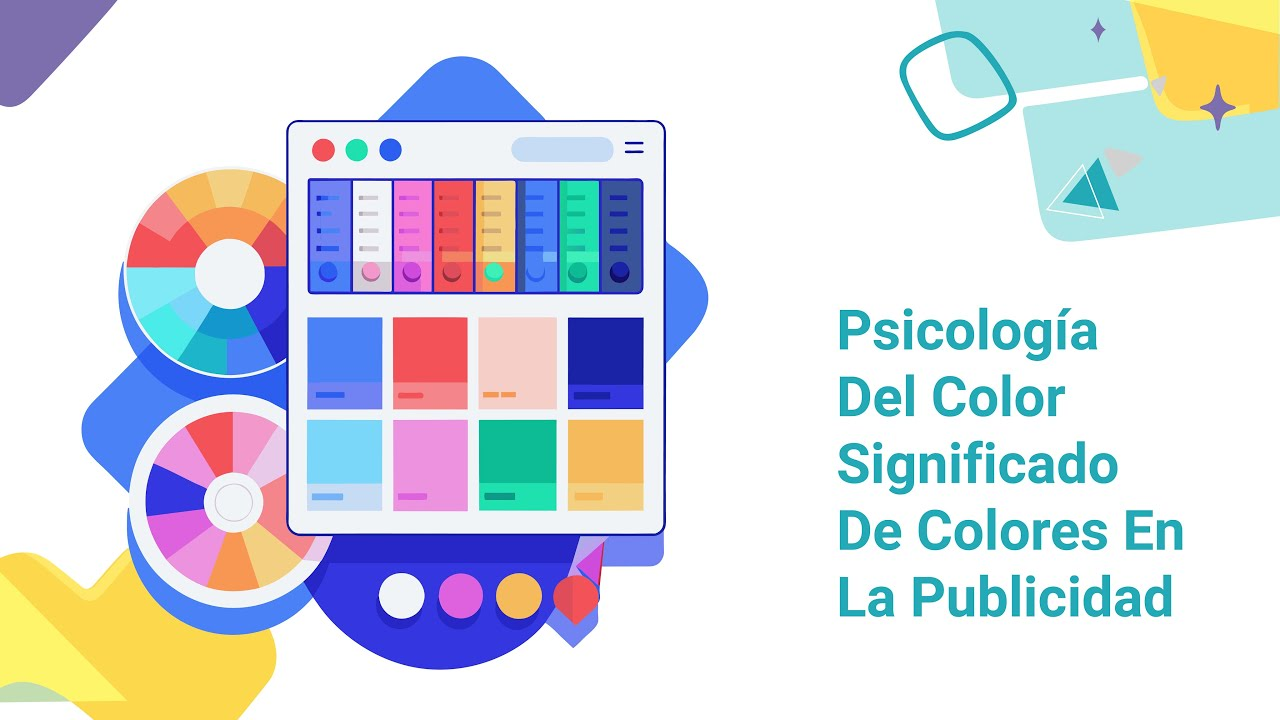 Psicología
Del Color
Significado
De Colores En
La Publicidad